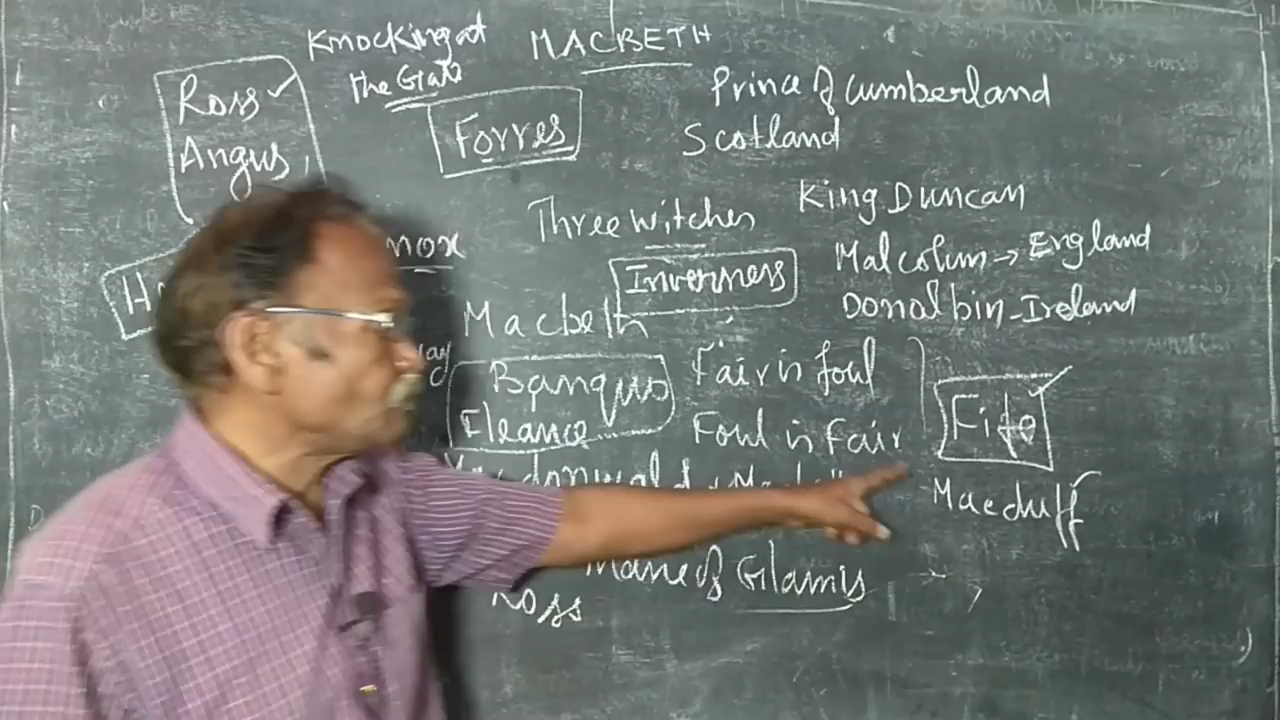 Knocking at
the Gate
MACBETH
Ross
Angus
Forres
Prince of Cumberland
Scotland
Three witches
King Duncan
Inverness
Malcolum → England
Donalbin - Ireland
Macbeth
Banquo
Fleance
Fair is foul
Foul is Fair
Fife
Macduff
Thane of Glamis
Ross